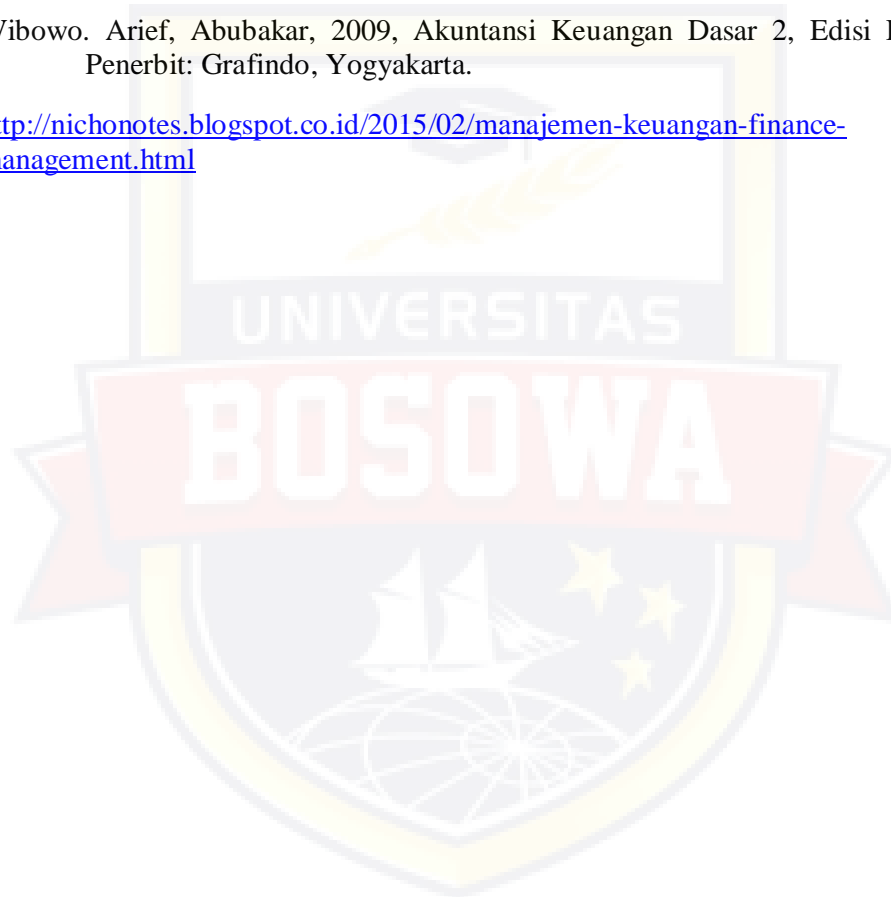 Wibowo. Arief, Abubakar, 2009, Akuntansi Keuangan Dasar 2, Edisi
Penerbit: Grafindo, Yogyakarta.
ttp://nichonotes.blogspot.co.id/2015/02/manajemen-keuangan-finance-
management.html
UNIVERSITAS
BOSOWA